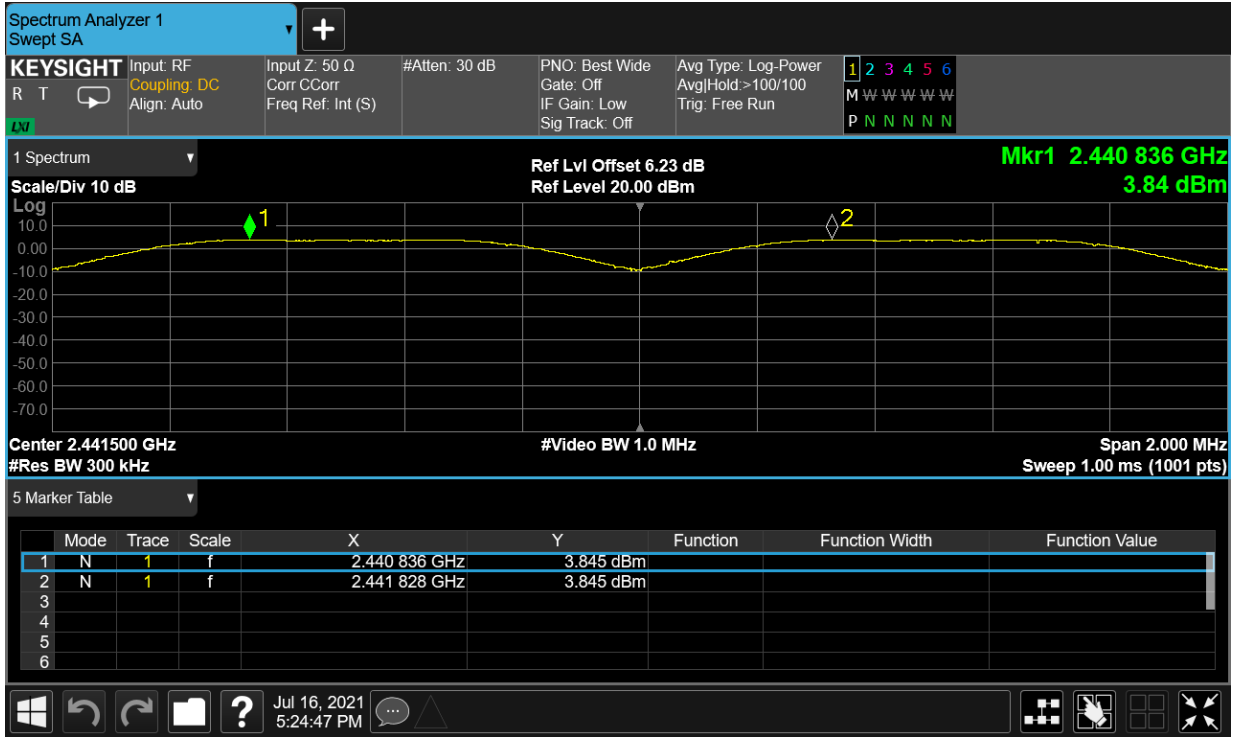 Spectrum Analyzer 1
Swept SA
KEYSIGHT
R T
LXI
Input: RF
Coupling: DC
Align: Auto
Input Z: 50 Ω
Corr CCorr
Freq Ref: Int (S)
#Atten: 30 dB
PNO: Best Wide
Gate: Off
IF Gain: Low
Sig Track: Off
Avg Type: Log-Power
Avg|Hold:>100/100
Trig: Free Run
1 2 3 4 5 6
M W W W W W
P N N N N N
1 Spectrum
Scale/Div 10 dB
Ref Lvl Offset 6.23 dB
Ref Level 20.00 dBm
Mkr1 2.440 836 GHz
3.84 dBm
Log
10.0
0.00
-10.0
-20.0
-30.0
-40.0
-50.0
-60.0
-70.0
1
2
Center 2.441500 GHz
#Video BW 1.0 MHz
Span 2.000 MHz
#Res BW 300 kHz
Sweep 1.00 ms (1001 pts)
5 Marker Table
Mode Trace Scale X Y Function Function Width Function Value
1 N 1 f 2.440 836 GHz 3.845 dBm
2 N 1 f 2.441 828 GHz 3.845 dBm
3
4
5
6
?
Jul 16, 2021
5:24:47 PM